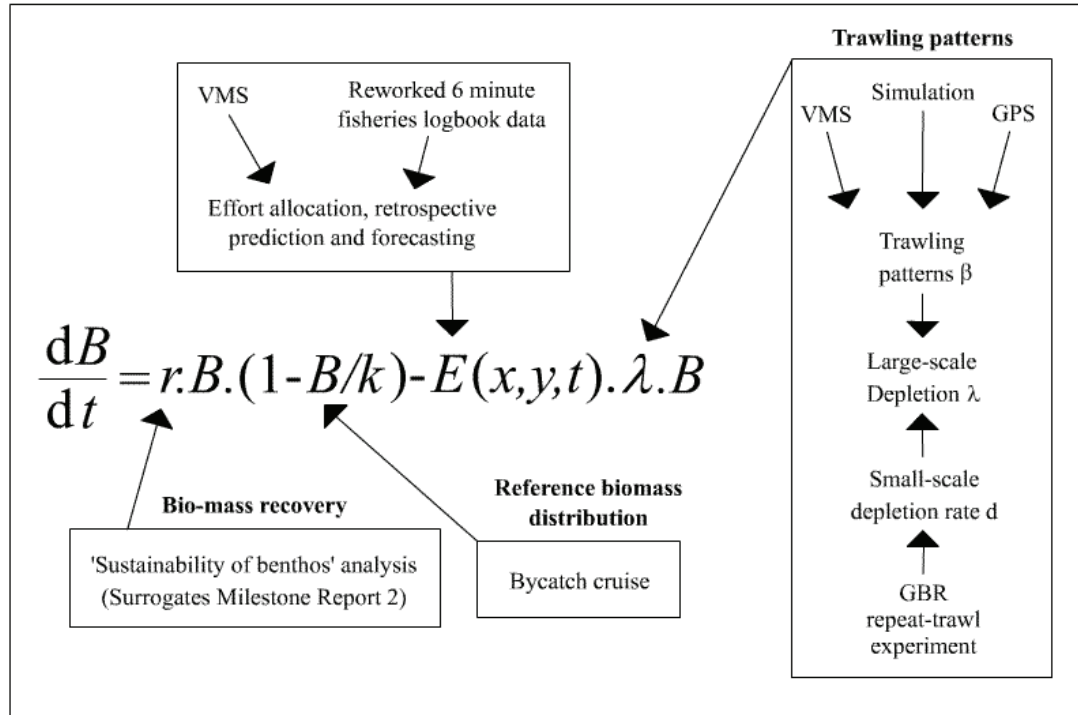 Trawling patterns
VMS
Reworked 6 minute
fisheries logbook data
Effort allocation, retrospective
prediction and forecasting
Simulation
VMS
GPS
Trawling
patterns β
Large-scale
Depletion λ
Small-scale
depletion rate d
GBR
repeat-trawl
experiment
dB/dt=r.B.(1-B/k)-E(x,y,t).λ.B
Bio-mass recovery
'Sustainability of benthos' analysis
(Surrogates Milestone Report 2)
Reference biomass
distribution
Bycatch cruise